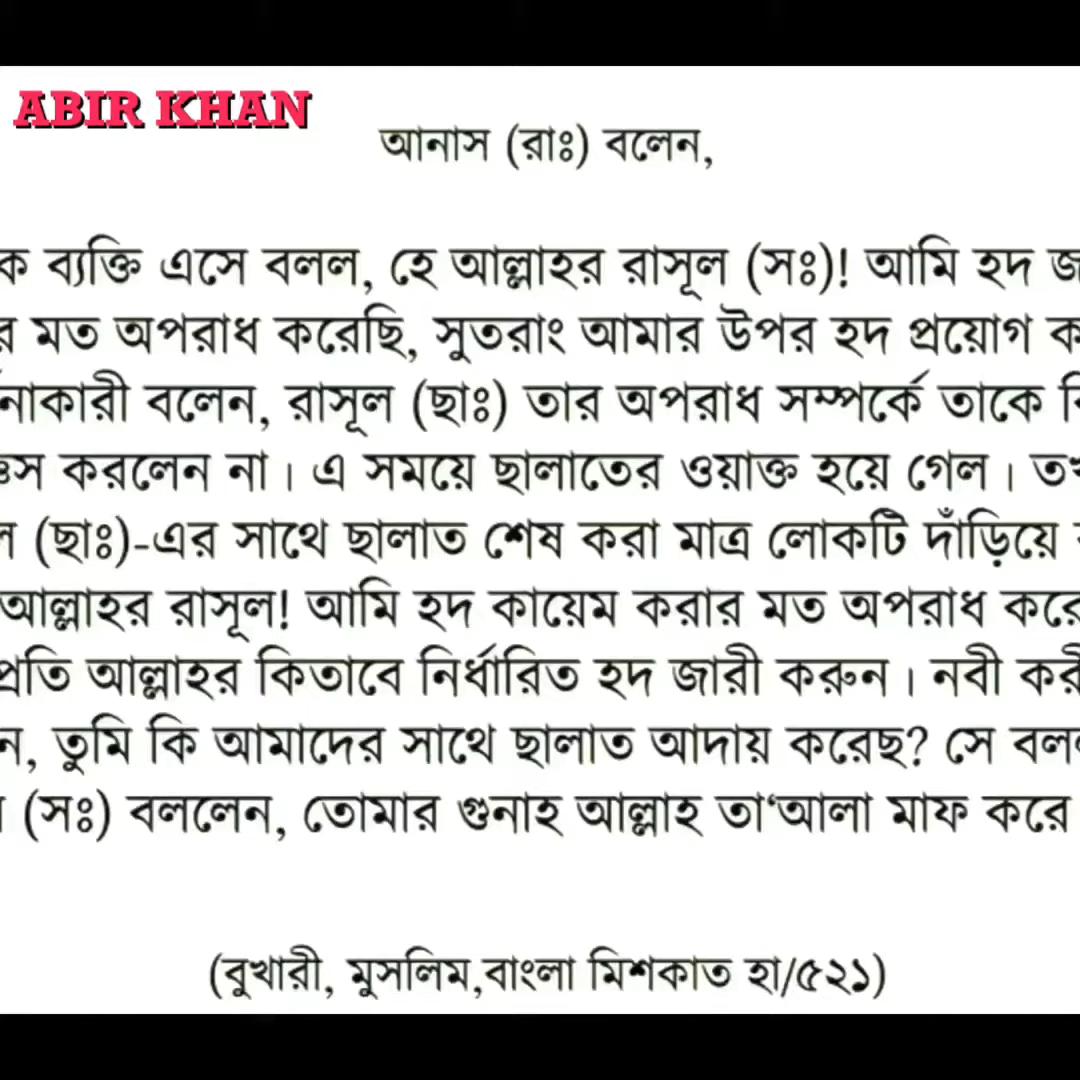 ABIR KHAN
আনাস (রাঃ) বলেন,
ক ব্যক্তি এসে বলল, হে আল্লাহর রাসূল (সঃ)! আমি হদ
মত অপরাধ করেছি, সুতরাং আমার উপর হদ প্রয়োগ
নাকারী বলেন, রাসূল (ছাঃ) তার অপরাধ সম্পর্কে তাকে
করলেন না। এ সময়ে ছালাতের ওয়াক্ত হয়ে গেল।
(ছাঃ)-এর সাথে ছালাত শেষ করা মাত্র লোকটি দাঁড়িয়ে
আল্লাহর রাসূল! আমি হদ কায়েম করার মত অপরাধ করে
প্রতি আল্লাহর কিতাবে নির্ধারিত হদ জারী করুন। নবী
ন, তুমি কি আমাদের সাথে ছালাত আদায় করেছ? সে বল
(সঃ) বললেন, তোমার গুনাহ আল্লাহ তা‘আলা মাফ করে
(বুখারী, মুসলিম,বাংলা মিশকাত হা/৫২১)